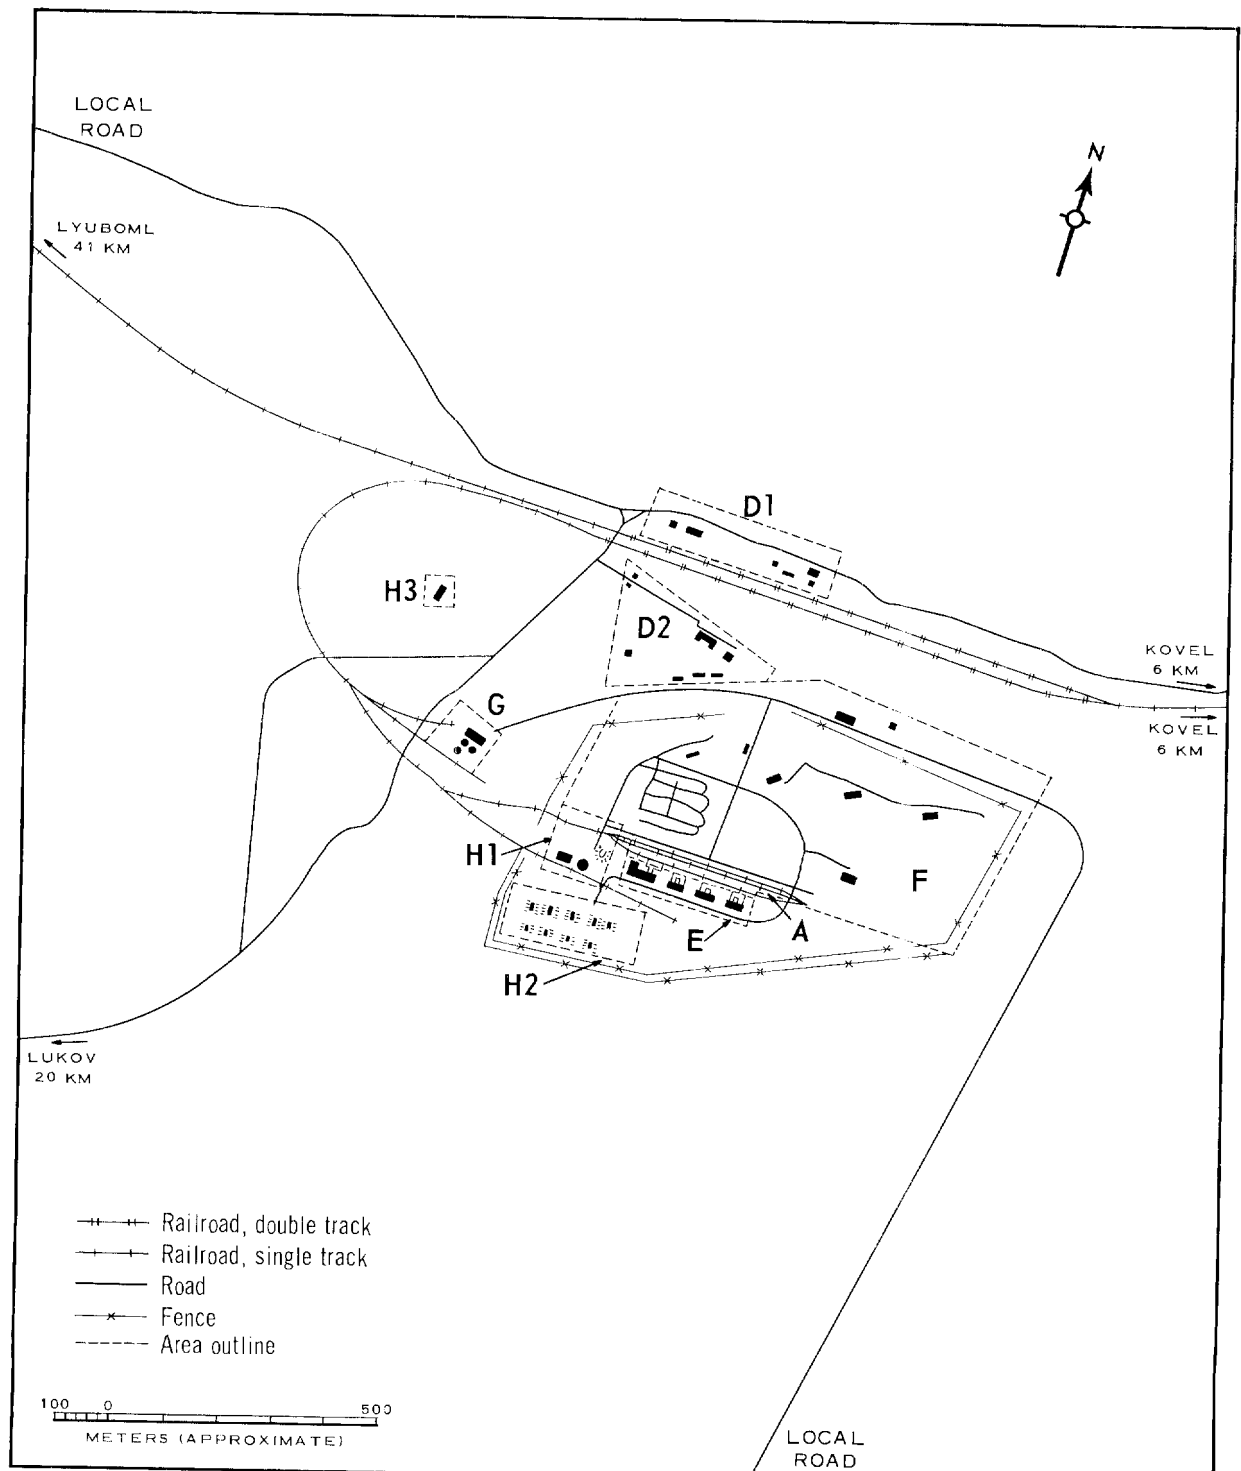 LOCAL
ROAD
N
LYUBOML
41 KM
D1
H3
D2
KOVEL
6 KM
G
KOVEL
6 KM
H1
F
E
A
H2
LUKOV
20 KM
Railroad, double track
Railroad, single track
Road
Fence
Area outline
100 0 500
METERS (APPROXIMATE)
LOCAL
ROAD